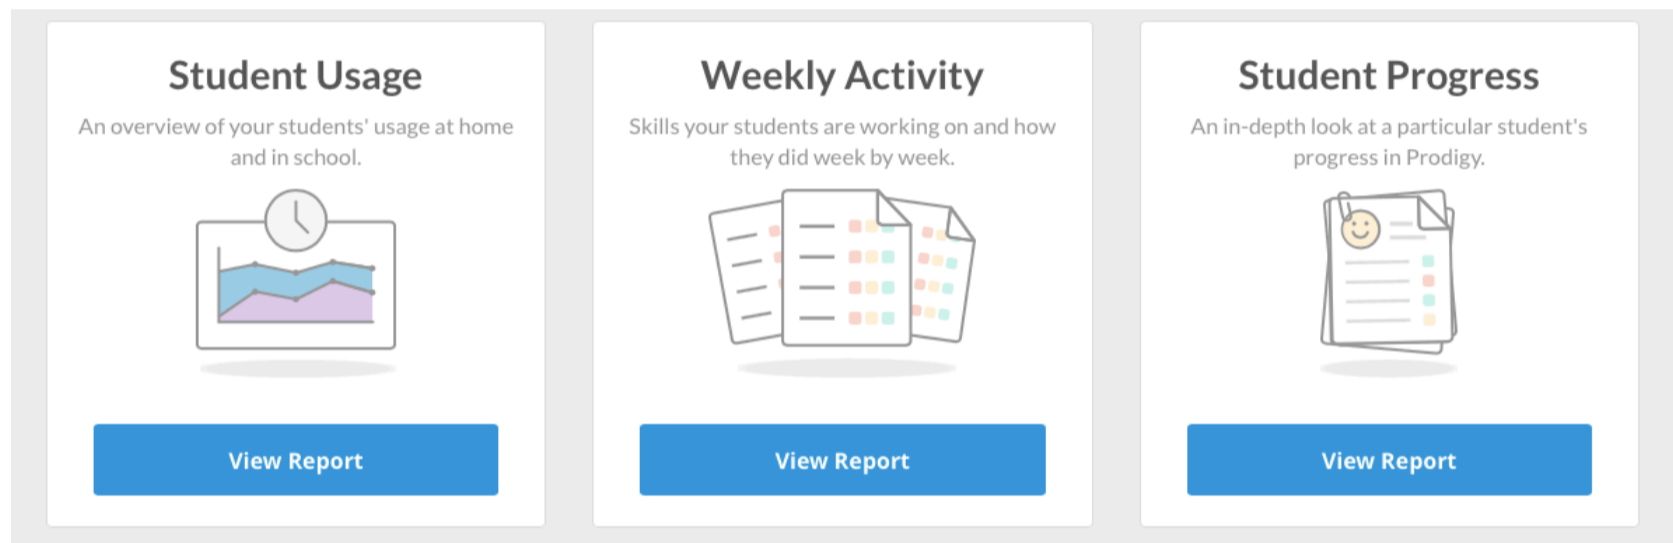 Student Usage
An overview of your students' usage at home
and in school.
View Report
Weekly Activity
Skills your students are working on and how
they did week by week.
View Report
Student Progress
An in-depth look at a particular student's
progress in Prodigy.
View Report